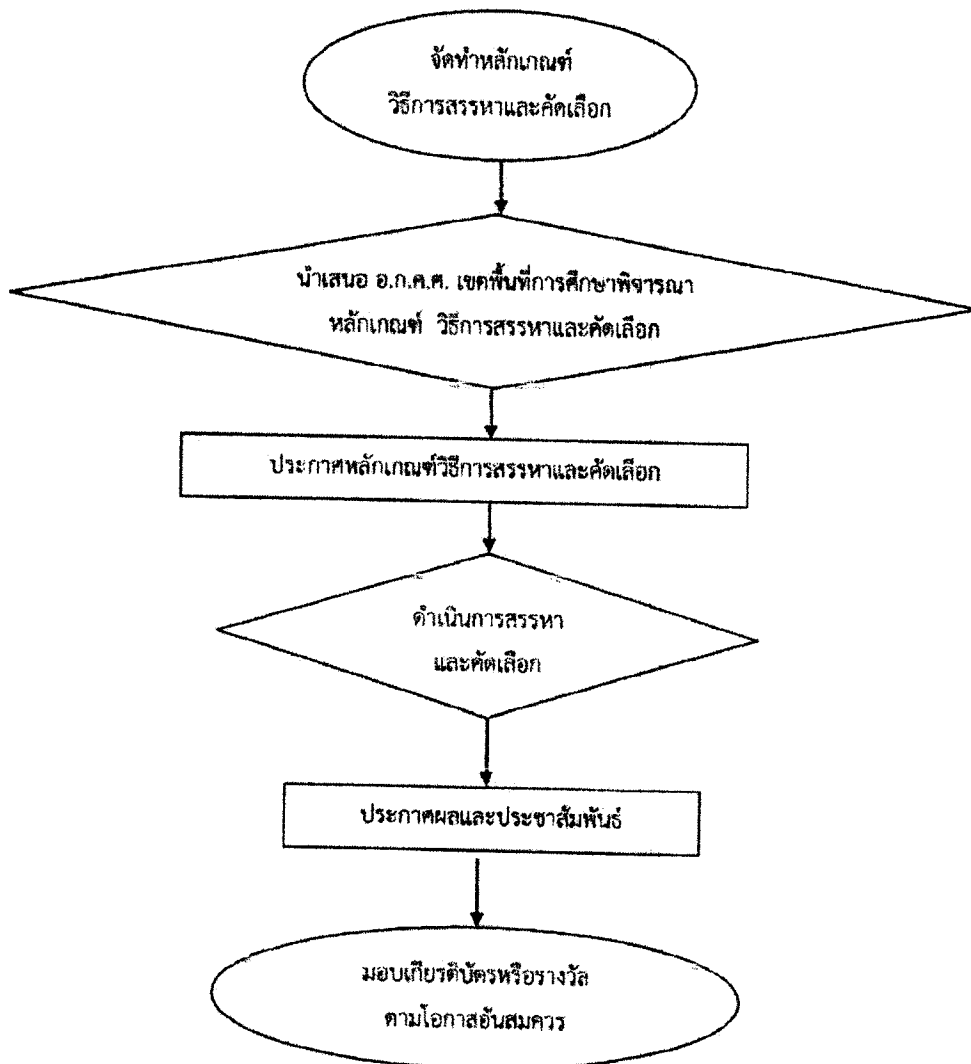 จัดทำหลักเกณฑ์
วิธีการสรรหาและคัดเลือก
นำเสนอ อ.ก.ค.ศ. เขตพื้นที่การศึกษาพิจารณา
หลักเกณฑ์ วิธีการสรรหาและคัดเลือก
ประกาศหลักเกณฑ์วิธีการสรรหาและคัดเลือก
ดำเนินการสรรหา
และคัดเลือก
ประกาศผลและประชาสัมพันธ์
มอบเกียรติบัตรหรือรางวัล
ตามโอกาสอันสมควร